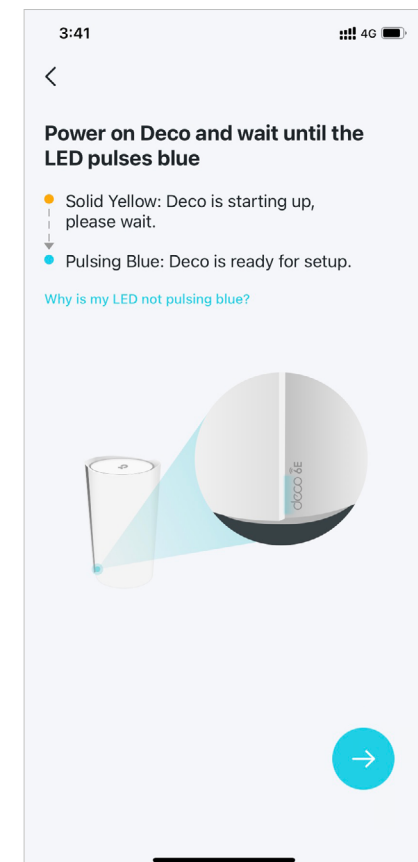 3:41
4G
Power on Deco and wait until the
LED pulses blue
Solid Yellow: Deco is starting up,
please wait.
Pulsing Blue: Deco is ready for setup.
Why is my LED not pulsing blue?
deco 6E